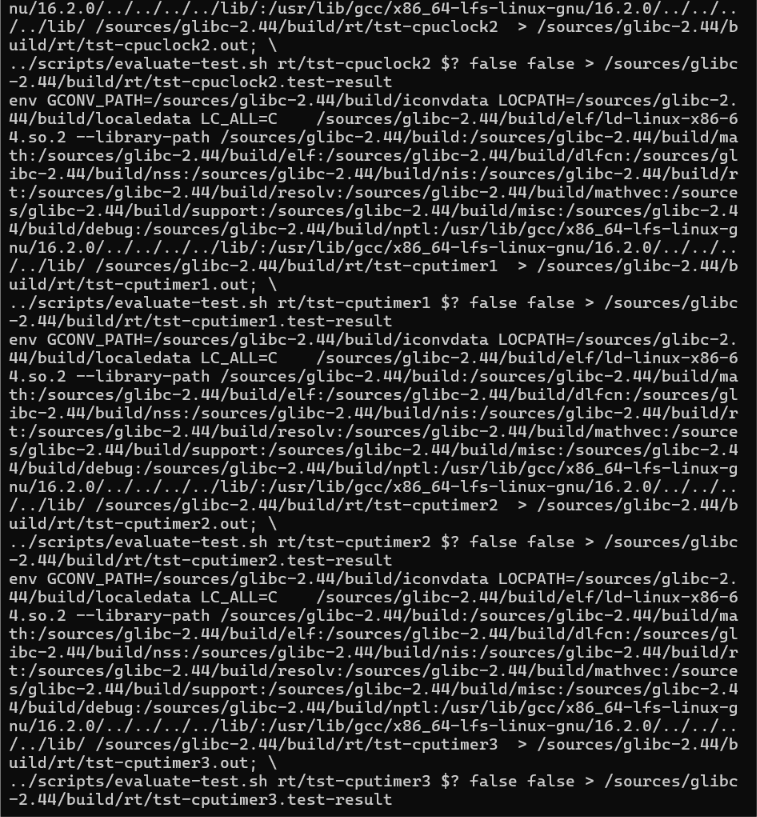 nu/16.2.0/../../../../lib/:/usr/lib/gcc/x86_64-lfs-linux-gnu/16.2.0/../../..
/../lib/ /sources/glibc-2.44/build/rt/tst-cpuclock2  > /sources/glibc-2.44/b
uild/rt/tst-cpuclock2.out; \
../scripts/evaluate-test.sh rt/tst-cpuclock2 $? false false > /sources/glibc
-2.44/build/rt/tst-cpuclock2.test-result
env GCONV_PATH=/sources/glibc-2.44/build/iconvdata LOCPATH=/sources/glibc-2.
44/build/localedata LC_ALL=C    /sources/glibc-2.44/build/elf/ld-linux-x86-6
4.so.2 --library-path /sources/glibc-2.44/build:/sources/glibc-2.44/build/ma
th:/sources/glibc-2.44/build/elf:/sources/glibc-2.44/build/dlfcn:/sources/gl
ibc-2.44/build/nss:/sources/glibc-2.44/build/nis:/sources/glibc-2.44/build/r
t:/sources/glibc-2.44/build/resolv:/sources/glibc-2.44/build/mathvec:/source
s/glibc-2.44/build/support:/sources/glibc-2.44/build/misc:/sources/glibc-2.4
4/build/debug:/sources/glibc-2.44/build/nptl:/usr/lib/gcc/x86_64-lfs-linux-g
nu/16.2.0/../../../../lib/:/usr/lib/gcc/x86_64-lfs-linux-gnu/16.2.0/../../..
/../lib/ /sources/glibc-2.44/build/rt/tst-cputimer1  > /sources/glibc-2.44/b
uild/rt/tst-cputimer1.out; \
../scripts/evaluate-test.sh rt/tst-cputimer1 $? false false > /sources/glibc
-2.44/build/rt/tst-cputimer1.test-result
env GCONV_PATH=/sources/glibc-2.44/build/iconvdata LOCPATH=/sources/glibc-2.
44/build/localedata LC_ALL=C    /sources/glibc-2.44/build/elf/ld-linux-x86-6
4.so.2 --library-path /sources/glibc-2.44/build:/sources/glibc-2.44/build/ma
th:/sources/glibc-2.44/build/elf:/sources/glibc-2.44/build/dlfcn:/sources/gl
ibc-2.44/build/nss:/sources/glibc-2.44/build/nis:/sources/glibc-2.44/build/r
t:/sources/glibc-2.44/build/resolv:/sources/glibc-2.44/build/mathvec:/source
s/glibc-2.44/build/support:/sources/glibc-2.44/build/misc:/sources/glibc-2.4
4/build/debug:/sources/glibc-2.44/build/nptl:/usr/lib/gcc/x86_64-lfs-linux-g
nu/16.2.0/../../../../lib/:/usr/lib/gcc/x86_64-lfs-linux-gnu/16.2.0/../../..
/../lib/ /sources/glibc-2.44/build/rt/tst-cputimer2  > /sources/glibc-2.44/b
uild/rt/tst-cputimer2.out; \
../scripts/evaluate-test.sh rt/tst-cputimer2 $? false false > /sources/glibc
-2.44/build/rt/tst-cputimer2.test-result
env GCONV_PATH=/sources/glibc-2.44/build/iconvdata LOCPATH=/sources/glibc-2.
44/build/localedata LC_ALL=C    /sources/glibc-2.44/build/elf/ld-linux-x86-6
4.so.2 --library-path /sources/glibc-2.44/build:/sources/glibc-2.44/build/ma
th:/sources/glibc-2.44/build/elf:/sources/glibc-2.44/build/dlfcn:/sources/gl
ibc-2.44/build/nss:/sources/glibc-2.44/build/nis:/sources/glibc-2.44/build/r
t:/sources/glibc-2.44/build/resolv:/sources/glibc-2.44/build/mathvec:/source
s/glibc-2.44/build/support:/sources/glibc-2.44/build/misc:/sources/glibc-2.4
4/build/debug:/sources/glibc-2.44/build/nptl:/usr/lib/gcc/x86_64-lfs-linux-g
nu/16.2.0/../../../../lib/:/usr/lib/gcc/x86_64-lfs-linux-gnu/16.2.0/../../..
/../lib/ /sources/glibc-2.44/build/rt/tst-cputimer3  > /sources/glibc-2.44/b
uild/rt/tst-cputimer3.out; \
../scripts/evaluate-test.sh rt/tst-cputimer3 $? false false > /sources/glibc
-2.44/build/rt/tst-cputimer3.test-result